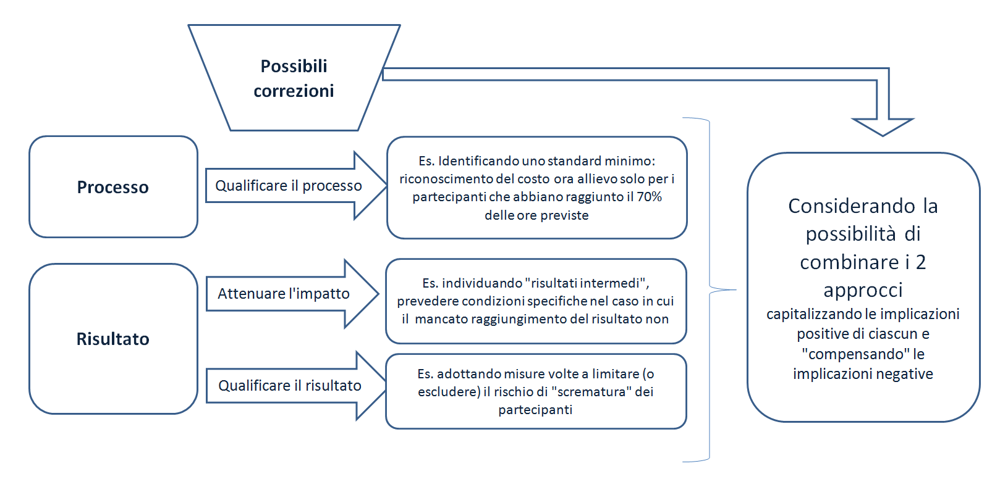 Possibili
correzioni
Processo
Qualificare il processo
Es. Identificando uno standard minimo:
riconoscimento del costo ora allievo solo per i
partecipanti che abbiano raggiunto il 70%
delle ore previste
Risultato
Attenuare l'impatto
Es. individuando "risultati intermedi",
prevedere condizioni specifiche nel caso in cui
il mancato raggiungimento del risultato non
Qualificare il risultato
Es. adottando misure volte a limitare (o
escludere) il rischio di "scrematura" dei
partecipanti
Considerando la
possibilità di
combinare i 2
approcci
capitalizzando le implicazioni
positive di ciascun e
"compensando" le
implicazioni negative